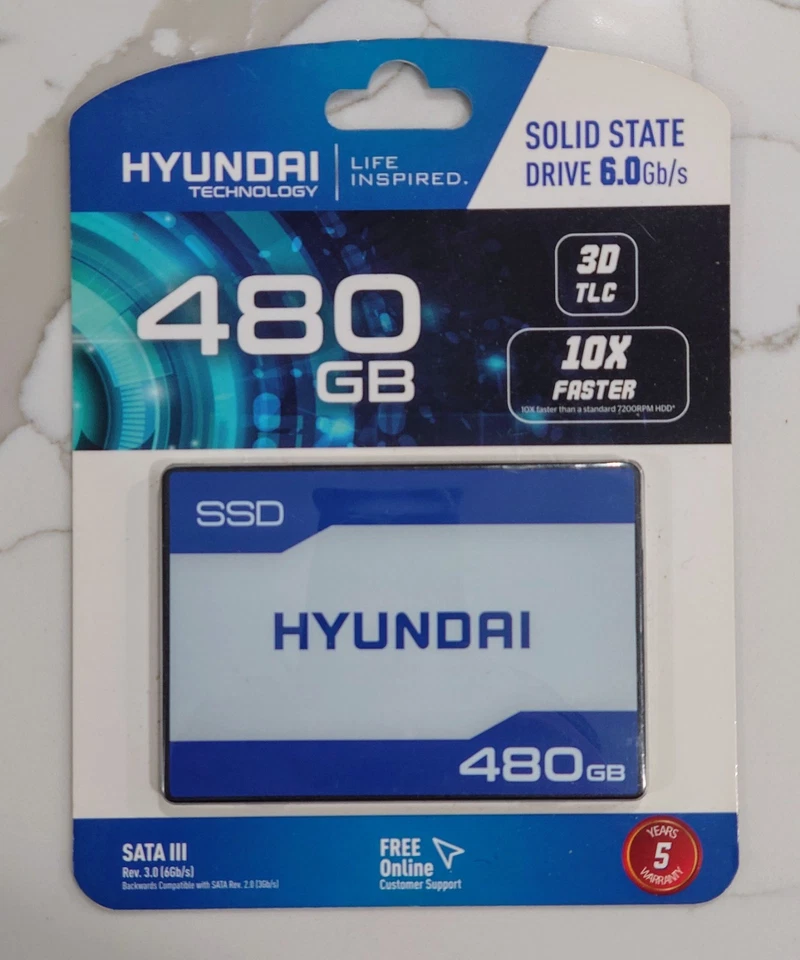 HYUNDAI
TECHNOLOGY
LIFE
INSPIRED.
SOLID STATE
DRIVE 6.0Gb/s
480
GB
3D
TLC
10X
FASTER
10X faster than a standard 7200RPM HDD*
SSD
HYUNDAI
480GB
SATA III
Rev. 3.0 (6Gb/s)
Backwards Compatible with SATA Rev. 2.0 (3Gb/s)
FREE
Online
Customer Support
YEARS
5
WARRANTY